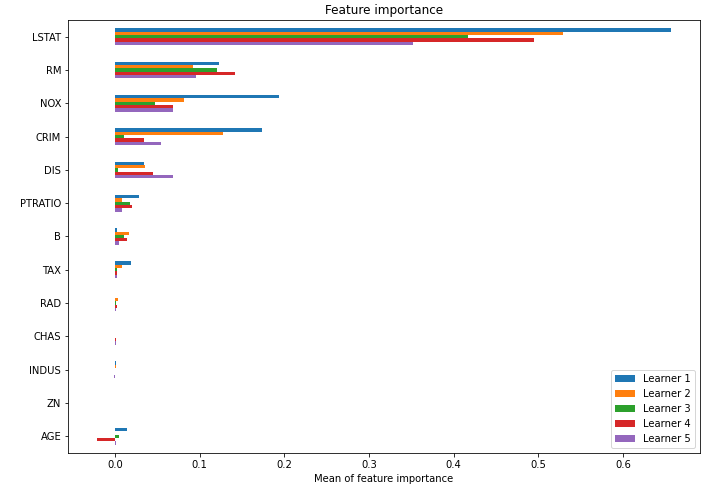 Feature importance
LSTAT
RM
NOX
CRIM
DIS
PTRATIO
B
TAX
RAD
CHAS
INDUS
ZN
AGE
Learner 1
Learner 2
Learner 3
Learner 4
Learner 5
0.0 0.1 0.2 0.3 0.4 0.5 0.6
Mean of feature importance